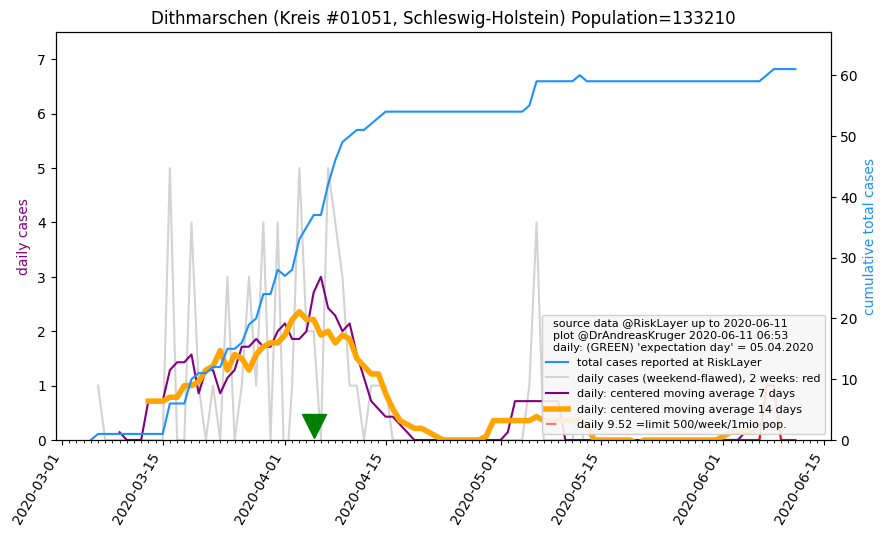 Dithmarschen (Kreis #01051, Schleswig-Holstein) Population=133210
7
6
5
4
3
2
1
0
daily cases
60
50
40
30
20
10
0
cumulative total cases
source data @RiskLayer up to 2020-06-11
plot @DrAndreasKruger 2020-06-11 06:53
daily: (GREEN) 'expectation day' = 05.04.2020
total cases reported at RiskLayer
daily cases (weekend-flawed), 2 weeks: red
daily: centered moving average 7 days
daily: centered moving average 14 days
daily 9.52 =limit 500/week/1mio pop.
2020-03-01
2020-03-15
2020-04-01
2020-04-15
2020-05-01
2020-05-15
2020-06-01
2020-06-15